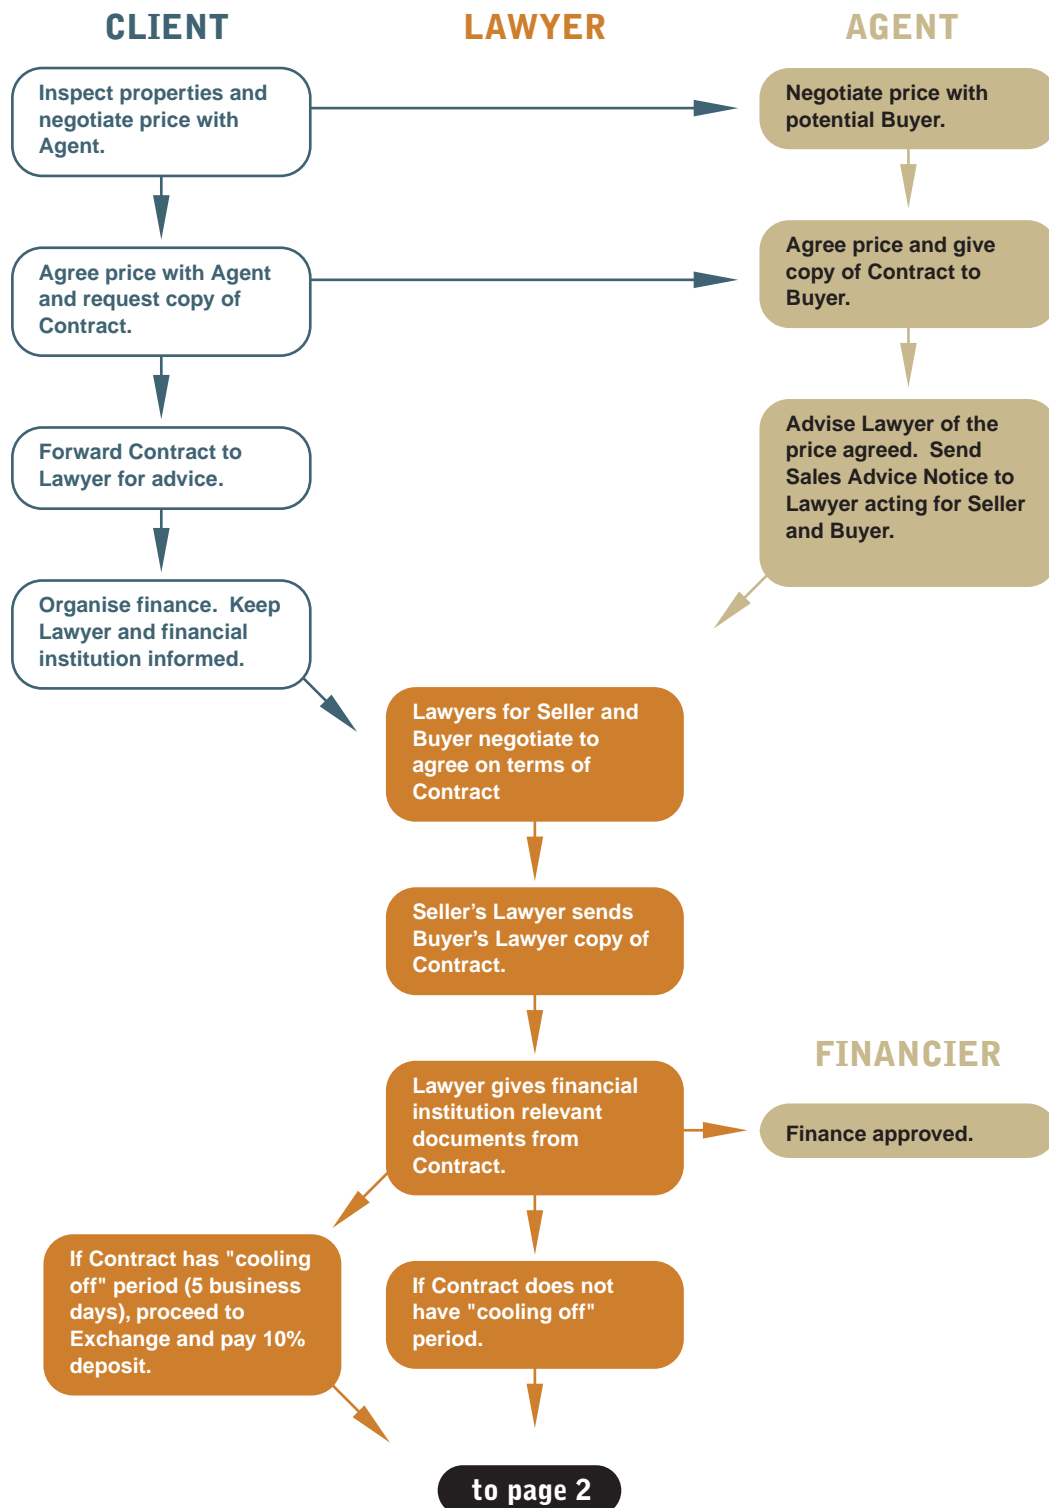 CLIENT
LAWYER
AGENT
Inspect properties and
negotiate price with
Agent.
Negotiate price with
potential Buyer.
Agree price with Agent
and request copy of
Contract.
Agree price and give
copy of Contract to
Buyer.
Forward Contract to
Lawyer for advice.
Advise Lawyer of the
price agreed.  Send
Sales Advice Notice to
Lawyer acting for Seller
and Buyer.
Organise finance.  Keep
Lawyer and financial
institution informed.
Lawyers for Seller and
Buyer negotiate to
agree on terms of
Contract
Seller’s Lawyer sends
Buyer’s Lawyer copy of
Contract.
Lawyer gives financial
institution relevant
documents from
Contract.
FINANCIER
Finance approved.
If Contract has "cooling
off" period (5 business
days), proceed to
Exchange and pay 10%
deposit.
If Contract does not
have "cooling off"
period.
to page 2